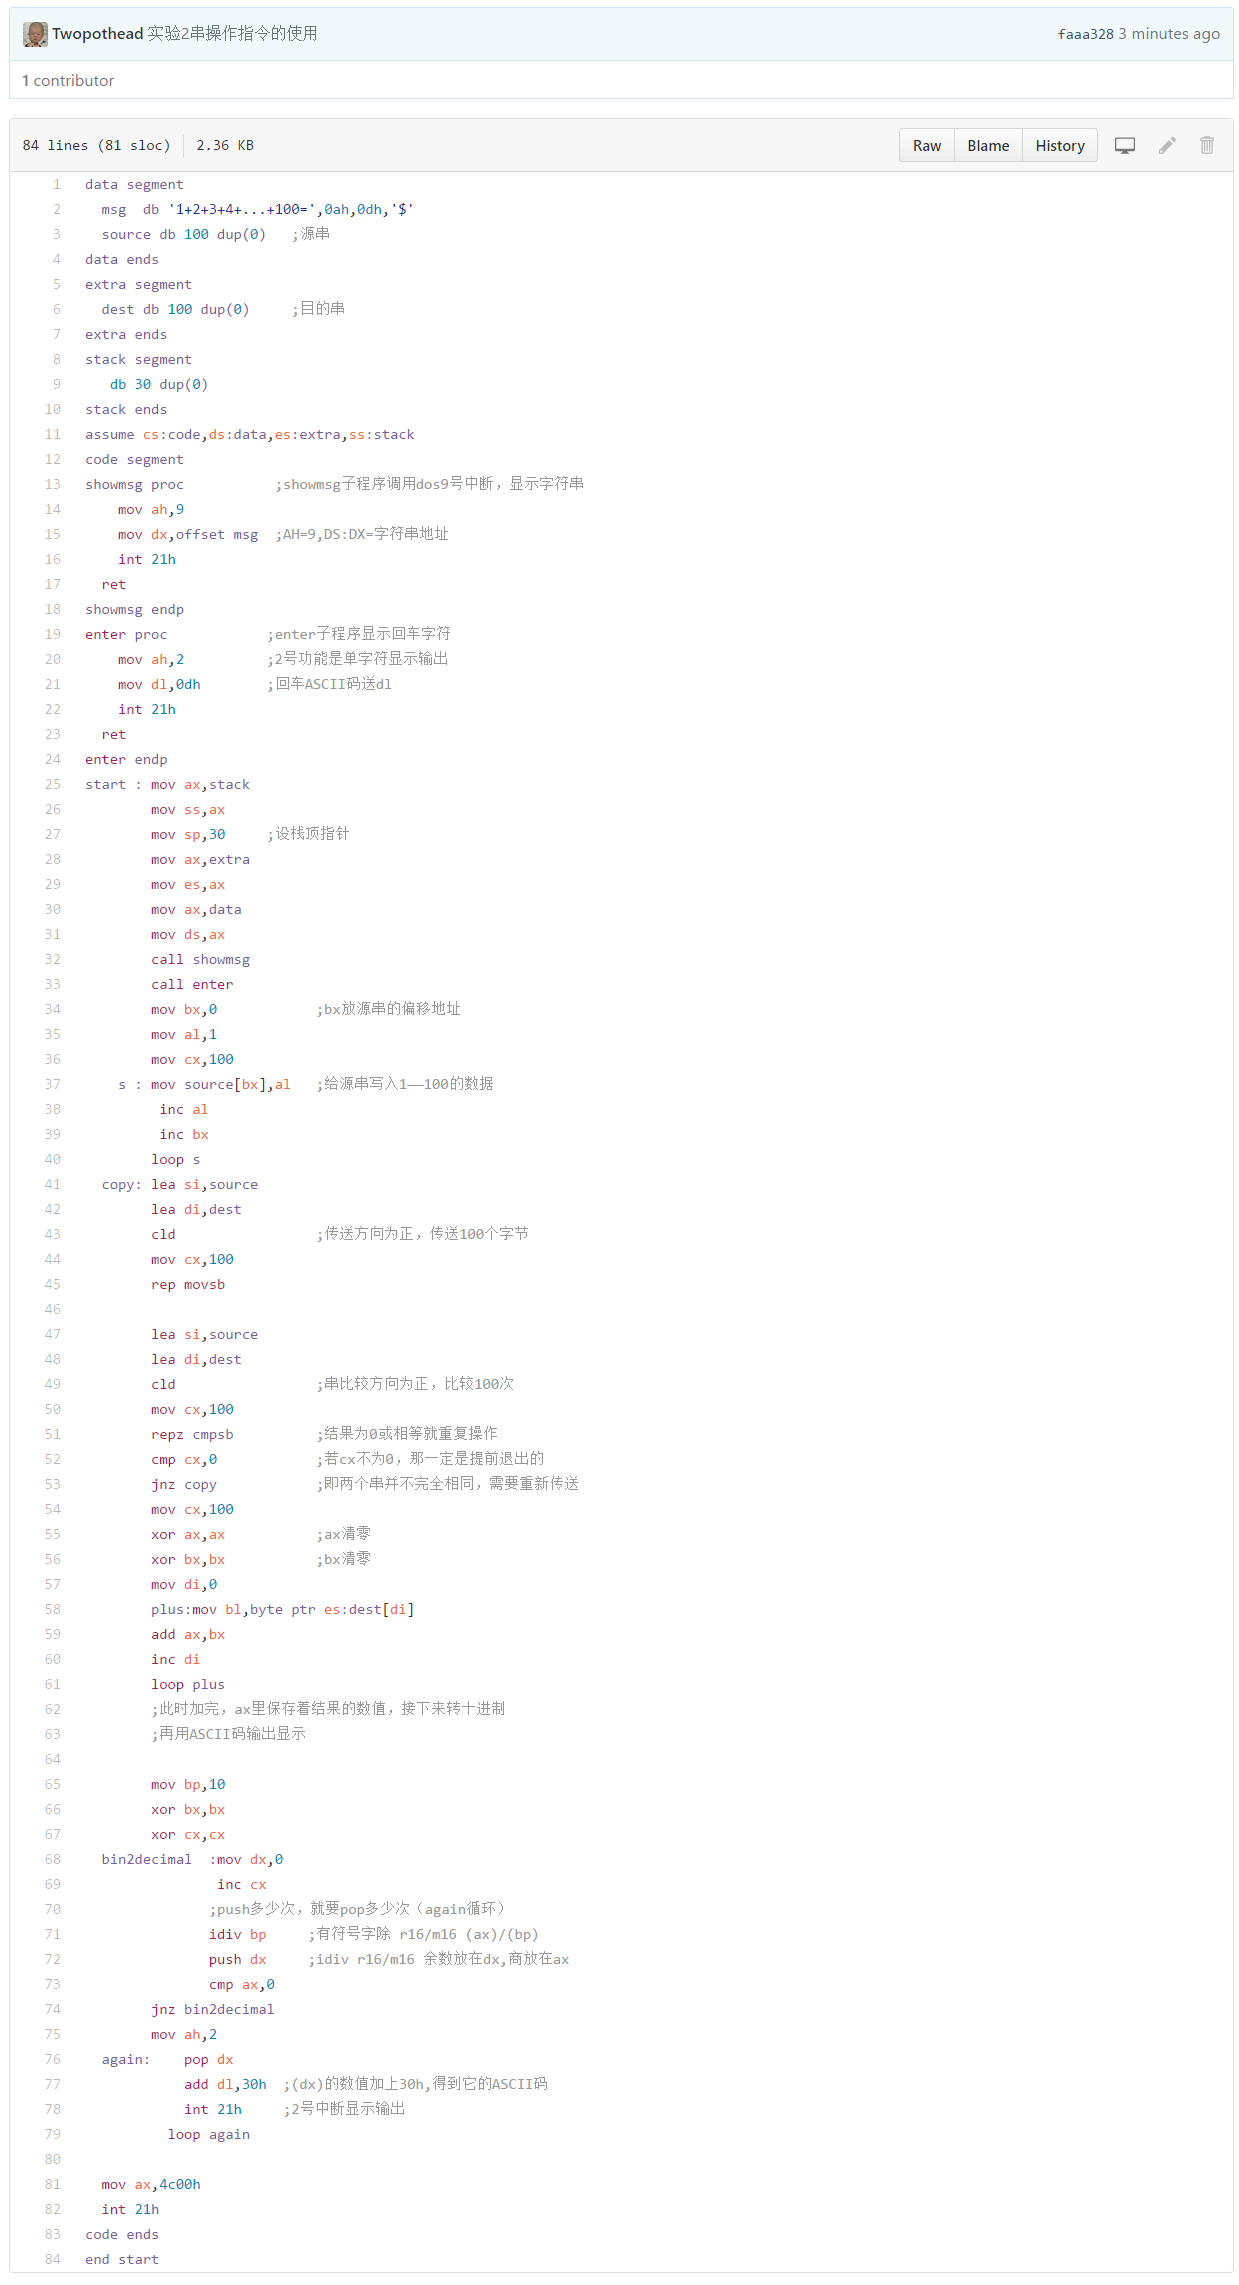 Twopothead 实验2串操作指令的使用 faaa328 3 minutes ago
1 contributor
84 lines (81 sloc) 2.36 KB Raw Blame History
1 data segment
2 msg db '1+2+3+4+...+100=',0ah,0dh,'$'
3 source db 100 dup(0) ;源串
4 data ends
5 extra segment
6 dest db 100 dup(0) ;目的串
7 extra ends
8 stack segment
9 db 30 dup(0)
10 stack ends
11 assume cs:code,ds:data,es:extra,ss:stack
12 code segment
13 showmsg proc ;showmsg子程序调用dos9号中断，显示字符串
14 mov ah,9
15 mov dx,offset msg ;AH=9,DS:DX=字符串地址
16 int 21h
17 ret
18 showmsg endp
19 enter proc ;enter子程序显示回车字符
20 mov ah,2 ;2号功能是单字符显示输出
21 mov dl,0dh ;回车ASCII码送dl
22 int 21h
23 ret
24 enter endp
25 start : mov ax,stack
26 mov ss,ax
27 mov sp,30 ;设栈顶指针
28 mov ax,extra
29 mov es,ax
30 mov ax,data
31 mov ds,ax
32 call showmsg
33 call enter
34 mov bx,0 ;bx放源串的偏移地址
35 mov al,1
36 mov cx,100
37 s : mov source[bx],al ;给源串写入1——100的数据
38 inc al
39 inc bx
40 loop s
41 copy: lea si,source
42 lea di,dest
43 cld ;传送方向为正，传送100个字节
44 mov cx,100
45 rep movsb
46
47 lea si,source
48 lea di,dest
49 cld ;串比较方向为正，比较100次
50 mov cx,100
51 repz cmpsb ;结果为0或相等就重复操作
52 cmp cx,0 ;若cx不为0，那一定是提前退出的
53 jnz copy ;即两个串并不完全相同，需要重新传送
54 mov cx,100
55 xor ax,ax ;ax清零
56 xor bx,bx ;bx清零
57 mov di,0
58 plus:mov bl,byte ptr es:dest[di]
59 add ax,bx
60 inc di
61 loop plus
62 ;此时加完，ax里保存着结果的数值，接下来转十进制
63 ;再用ASCII码输出显示
64
65 mov bp,10
66 xor bx,bx
67 xor cx,cx
68 bin2decimal :mov dx,0
69 inc cx
70 ;push多少次，就要pop多少次（again循环）
71 idiv bp ;有符号字除 r16/m16 (ax)/(bp)
72 push dx ;idiv r16/m16 余数放在dx,商放在ax
73 cmp ax,0
74 jnz bin2decimal
75 mov ah,2
76 again: pop dx
77 add dl,30h ;(dx)的数值加上30h,得到它的ASCII码
78 int 21h ;2号中断显示输出
79 loop again
80
81 mov ax,4c00h
82 int 21h
83 code ends
84 end start